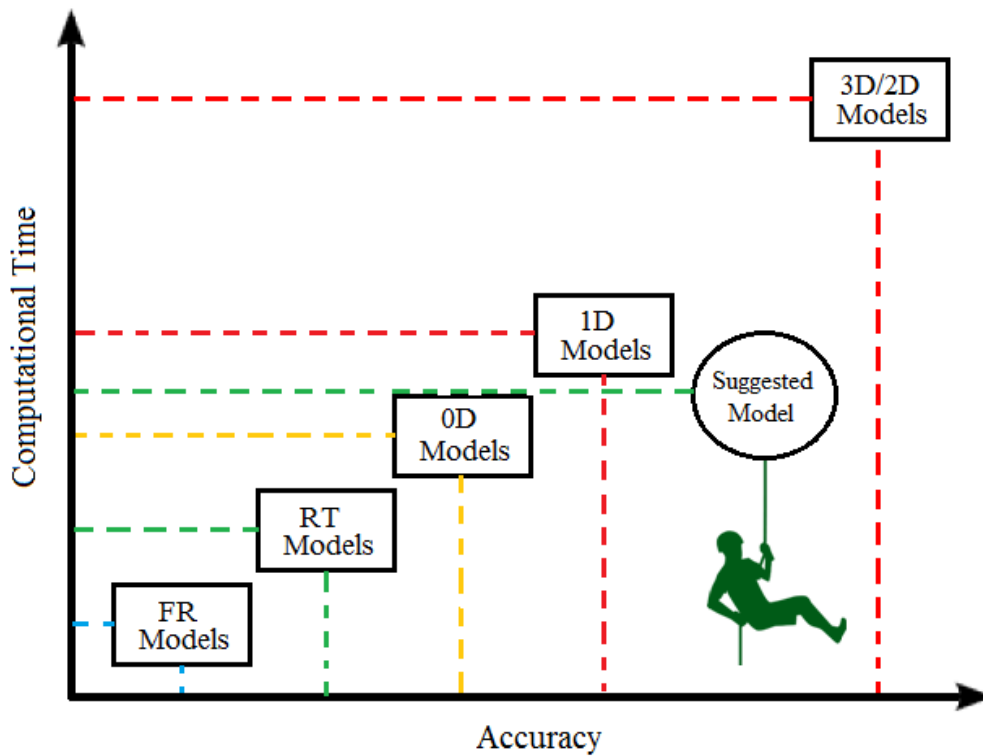 3D/2D
Models
1D
Models
Suggested
Model
0D
Models
RT
Models
FR
Models
Computational Time
Accuracy